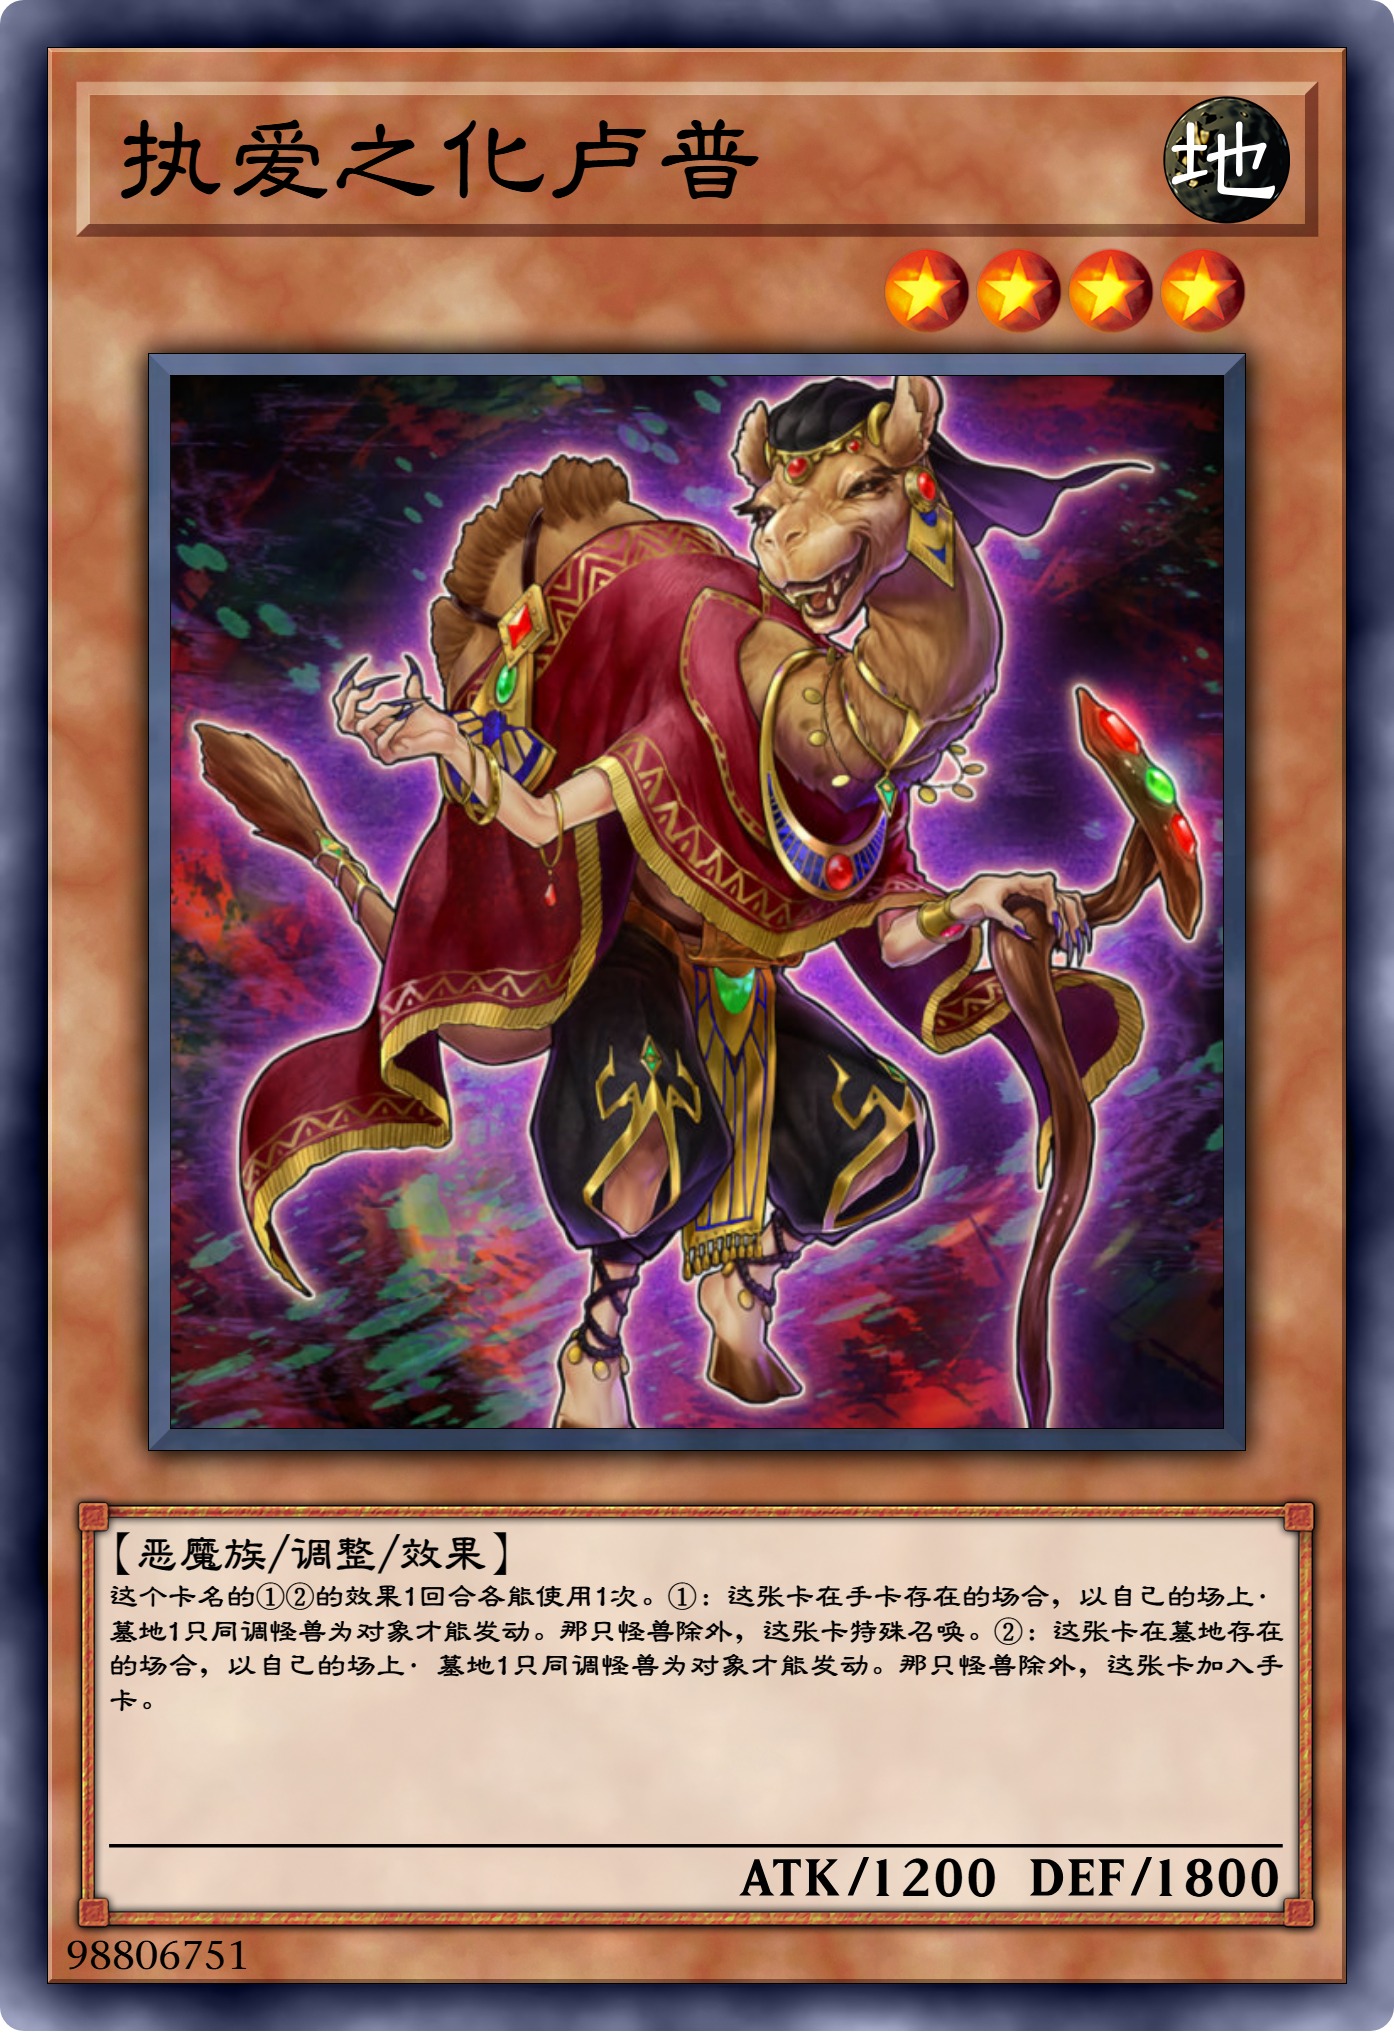 执爱之化卢普
地
【恶魔族/调整/效果】
这个卡名的①②的效果1回合各能使用1次。①：这张卡在手卡存在的场合，以自己的场上·
墓地1只同调怪兽为对象才能发动。那只怪兽除外，这张卡特殊召唤。②：这张卡在墓地存在
的场合，以自己的场上·墓地1只同调怪兽为对象才能发动。那只怪兽除外，这张卡加入手
卡。
ATK/1200 DEF/1800
98806751